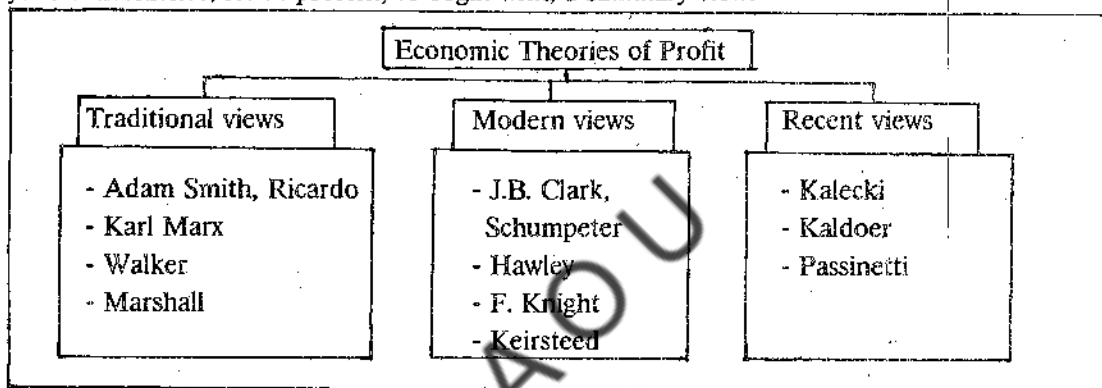 Economic Theories of Profit
Traditional views
- Adam Smith, Ricardo
- Karl Marx
- Walker
- Marshall
Modern views
- J.B. Clark,
Schumpeter
- Hawley
- F. Knight
- Keirsteed
Recent views
- Kalecki
- Kaldoer
- Passinetti
A O U